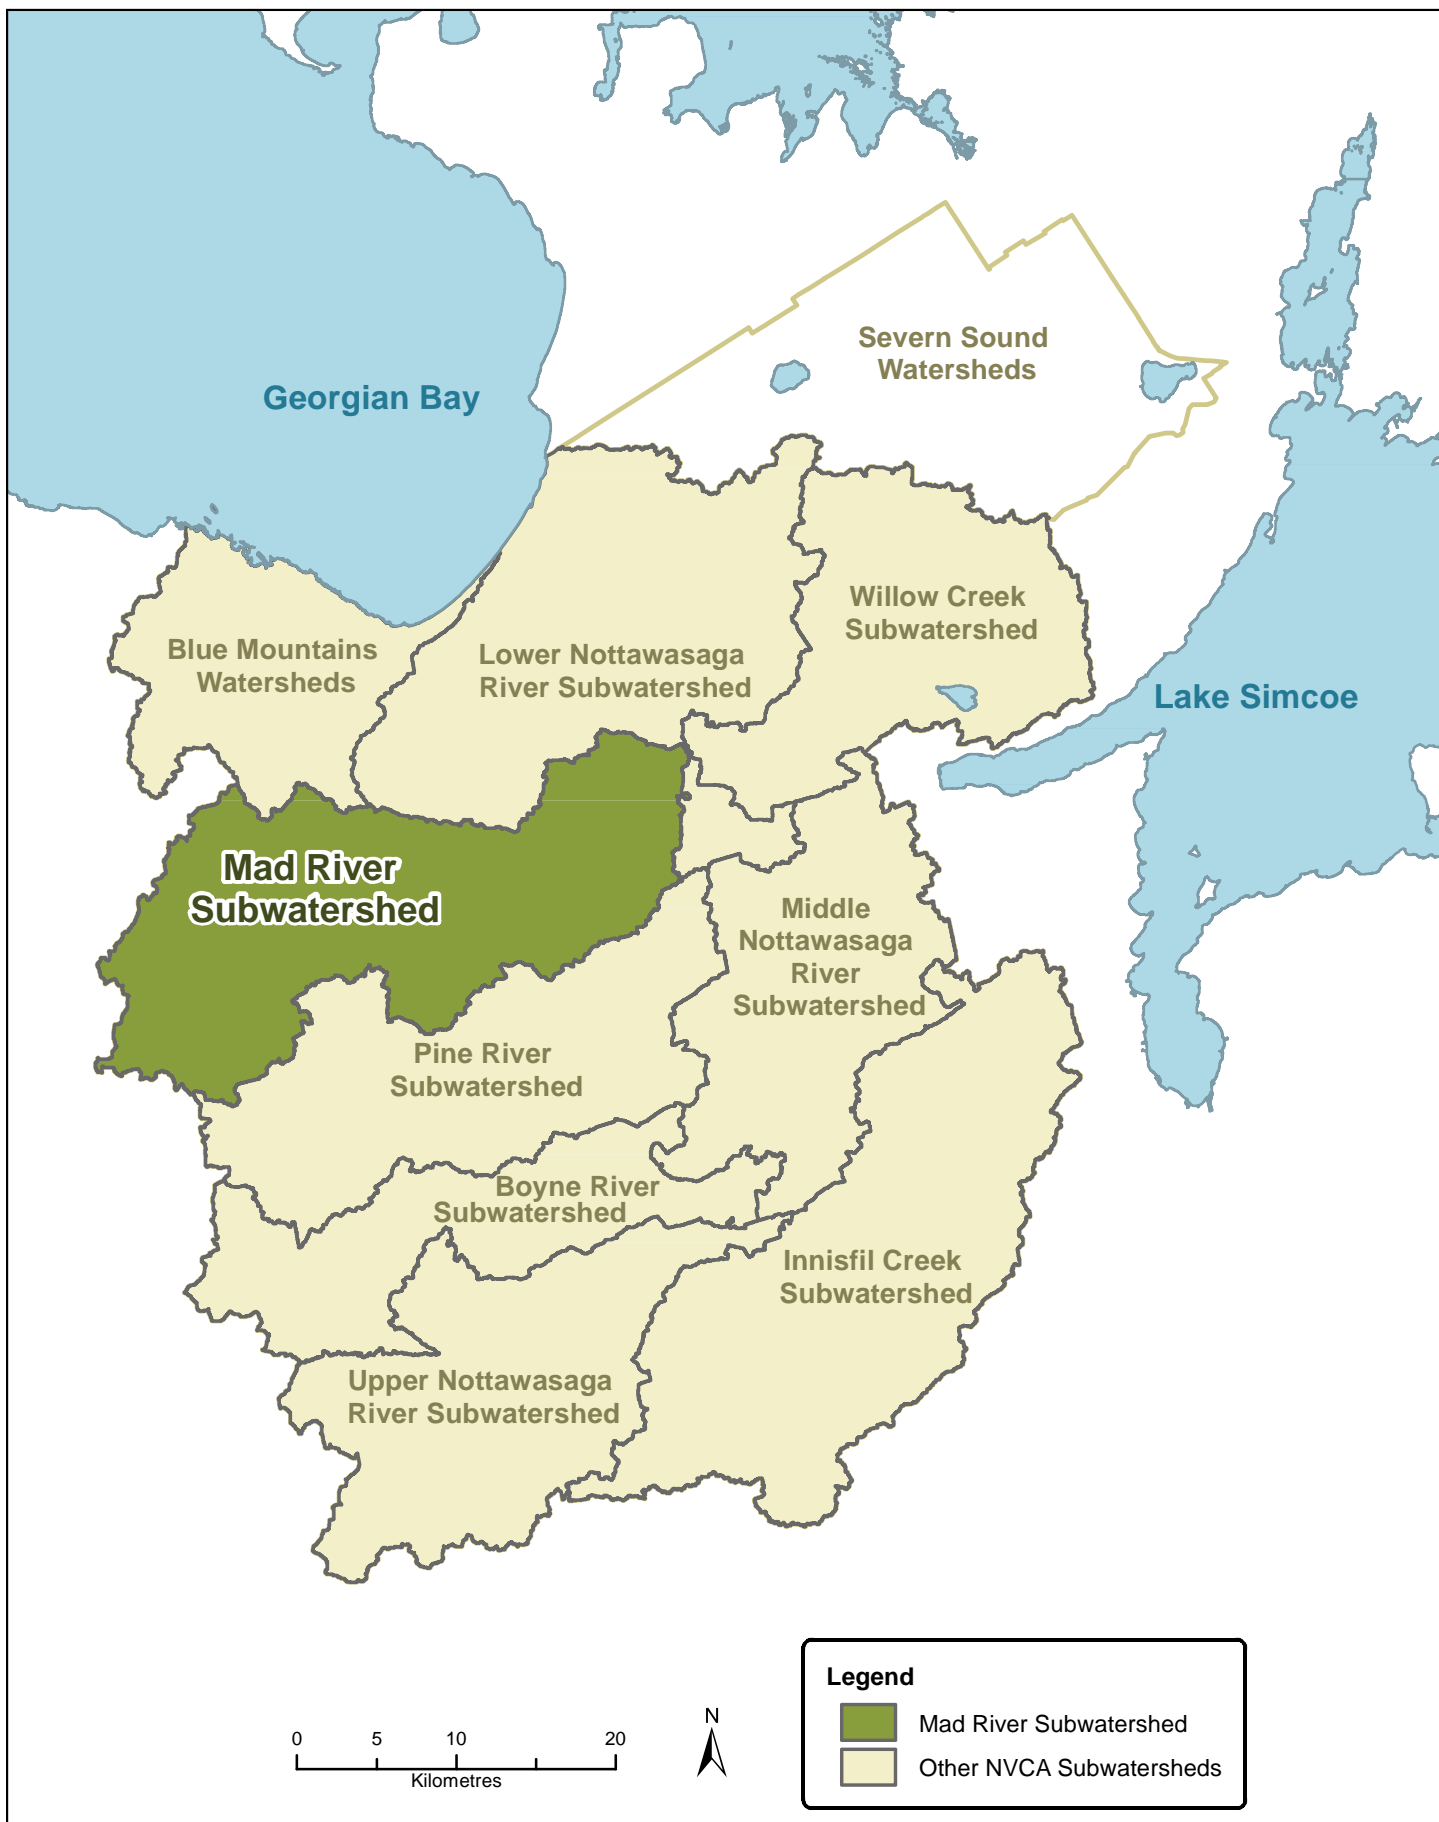 Severn Sound
Watersheds
Georgian Bay
Willow Creek
Subwatershed
Blue Mountains
Watersheds
Lower Nottawasaga
River Subwatershed
Lake Simcoe
Mad River
Subwatershed
Middle
Nottawasaga
River
Subwatershed
Pine River
Subwatershed
Boyne River
Subwatershed
Innisfil Creek
Subwatershed
Upper Nottawasaga
River Subwatershed
Legend
Mad River Subwatershed
Other NVCA Subwatersheds
0 5 10 20
Kilometres
N